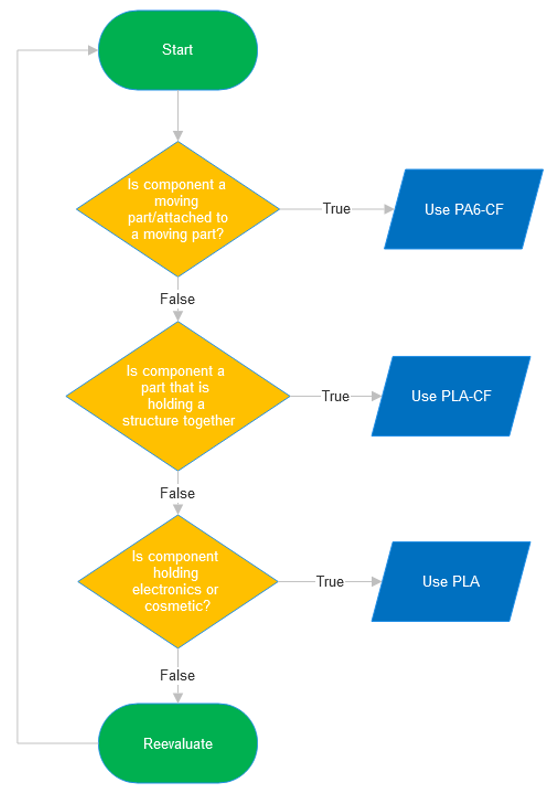 Start
Is component a
moving
part/attached to
a moving part?
True
Use PA6-CF
False
Is component a
part that is
holding a
structure together
True
Use PLA-CF
False
Is component
holding
electronics or
cosmetic?
True
Use PLA
False
Reevaluate